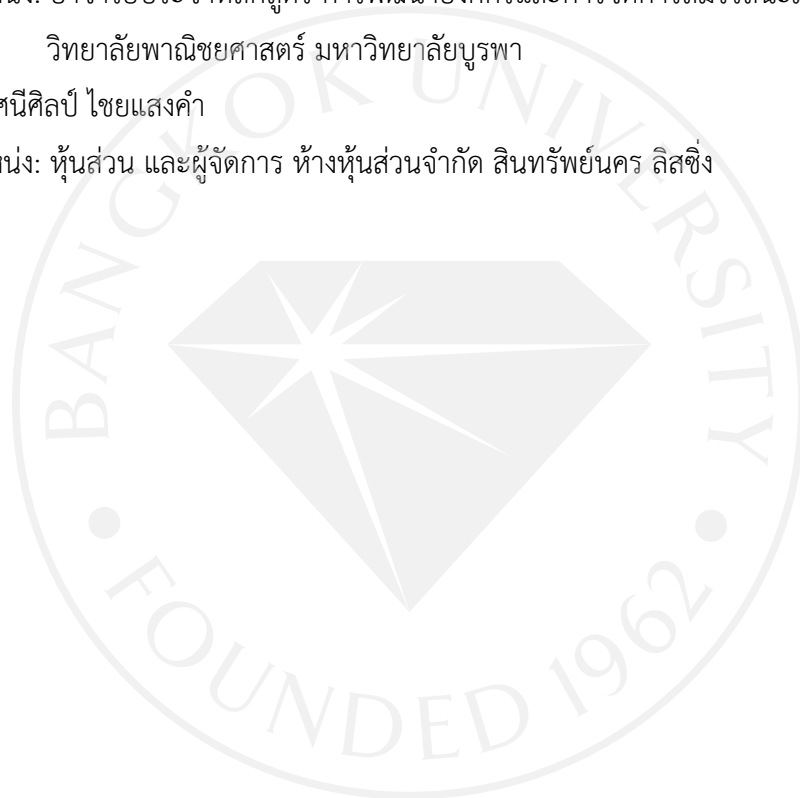 วิทยาลัยพาณิชยศาสตร์ มหาวิทยาลัยบูรพา
ศนีศิลป์ ไชยแสงคำ
หุ้นส่วน และผู้จัดการ ห้างหุ้นส่วนจำกัด สินทรัพย์นคร ลิสซิ่ง
BANGKOK UNIVERSITY
FOUNDED 1962